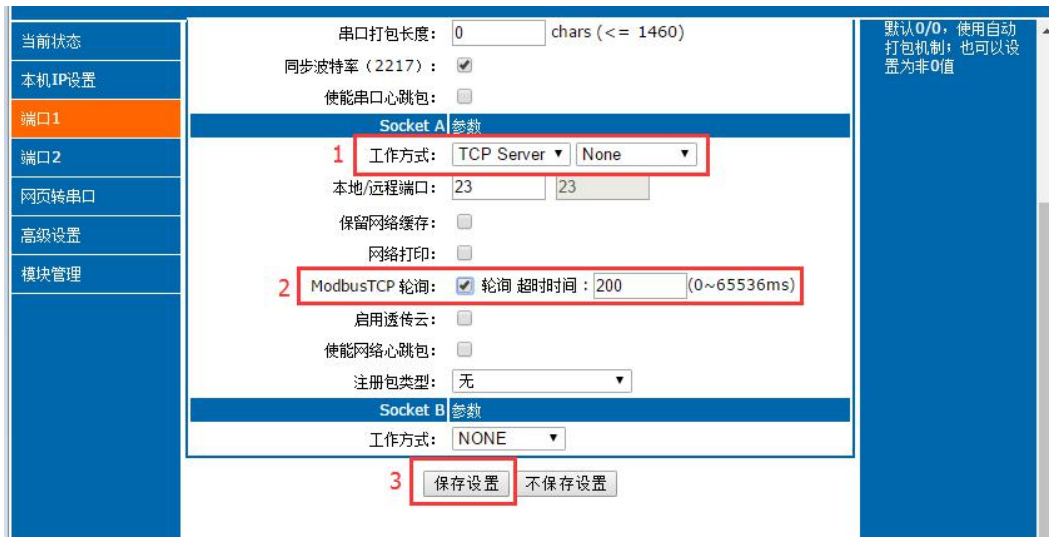 当前状态
本机IP设置
端口1
端口2
网页转串口
高级设置
模块管理
串口打包长度: 0 chars (<= 1460)
同步波特率（2217）:
使能串口心跳包:
Socket A 参数
1 工作方式: TCP Server None
本地/远程端口: 23 23
保留网络缓存:
网络打印:
2 ModbusTCP 轮询: 轮询 超时时间: 200 (0~65536ms)
启用透传云:
使能网络心跳包:
注册包类型: 无
Socket B 参数
工作方式: NONE
3 保存设置 不保存设置
默认0/0，使用自动
打包机制；也可以设
置为非0值